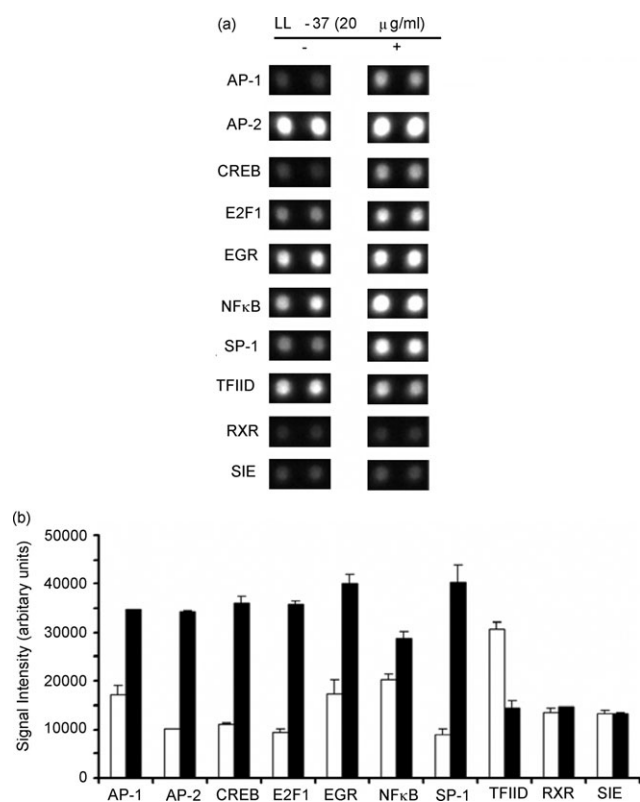 (a) LL -37 (20 μg/ml)
- +
AP-1
AP-2
CREB
E2F1
EGR
NFκB
SP-1
TFIID
RXR
SIE
(b)
Signal Intensity (arbitary units)
50000
40000
30000
20000
10000
0
AP-1 AP-2 CREB E2F1 EGR NFκB SP-1 TFIID RXR SIE